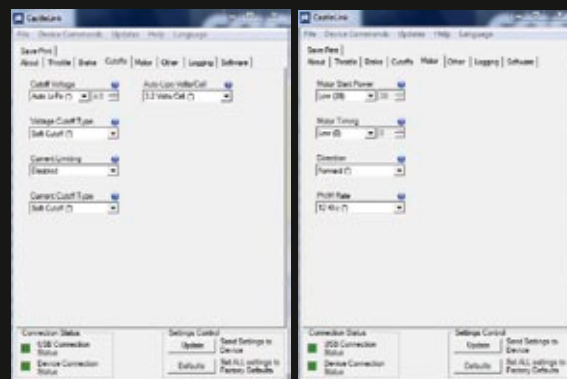 CastleLink
File Device Commands Updates Help Language
Save/Print
About Throttle Brake Cutoffs Motor Other Logging Software
Cutoff Voltage
Auto-Lipo Volts/Cell
Auto Li-Po (*)
3.2 Volts/Cell (*)
Voltage Cutoff Type
Soft Cutoff (*)
Current Limiting
Disabled
Current Cutoff Type
Soft Cutoff (*)
Connection Status
USB Connection Status
Device Connection Status
Settings Control
Update
Send Settings to Device
Defaults
Set ALL settings to Factory Defaults
CastleLink
File Device Commands Updates Help Language
Save/Print
About Throttle Brake Cutoffs Motor Other Logging Software
Motor Start Power
Low
Motor Timing
Low (0)
0
Direction
Forward (*)
PWM Rate
12 Khz (*)
Connection Status
USB Connection Status
Device Connection Status
Settings Control
Update
Send Settings to Device
Defaults
Set ALL settings to Factory Defaults